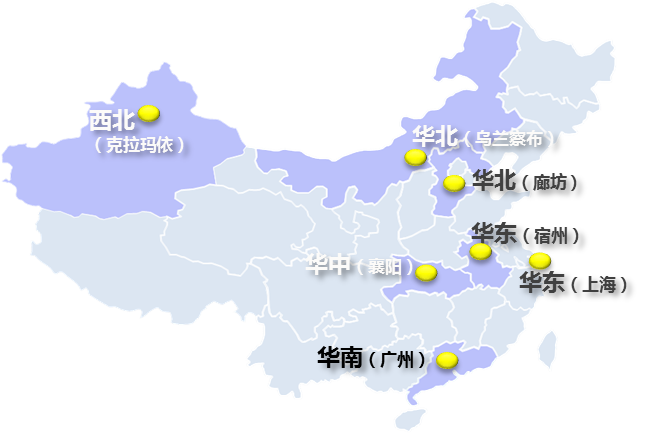 西北
（克拉玛依）
华北（乌兰察布）
华北（廊坊）
华东（宿州）
华中（襄阳）
华东（上海）
华南（广州）